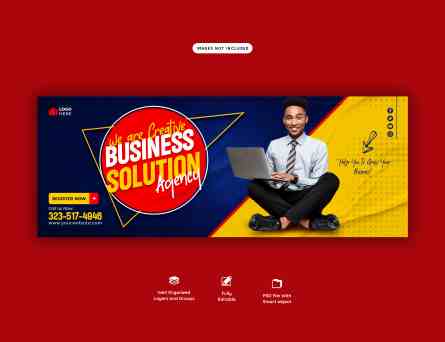 IMAGES NOT INCLUDED
LOGO
HERE
We are Creative
BUSINESS
SOLUTION
Agency
REGISTER NOW
Call us Now:
323-517-4846
www.yourwebsite.com
Help You To Grow Your
Well Organized
Layers and Groups
Fully
Editable
PSD File with
Smart object